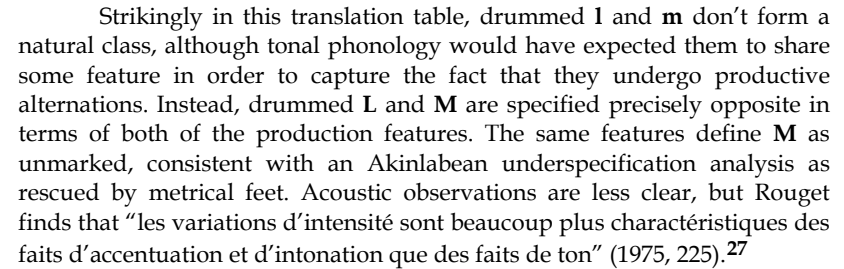 Strikingly in this translation table, drummed l and m don’t form a
natural class, although tonal phonology would have expected them to share
some feature in order to capture the fact that they undergo productive
alternations. Instead, drummed L and M are specified precisely opposite in
terms of both of the production features. The same features define M as
unmarked, consistent with an Akinlabean underspecification analysis as
rescued by metrical feet. Acoustic observations are less clear, but Rouget
finds that “les variations d’intensité sont beaucoup plus charactéristiques des
faits d’accentuation et d’intonation que des faits de ton” (1975, 225).27